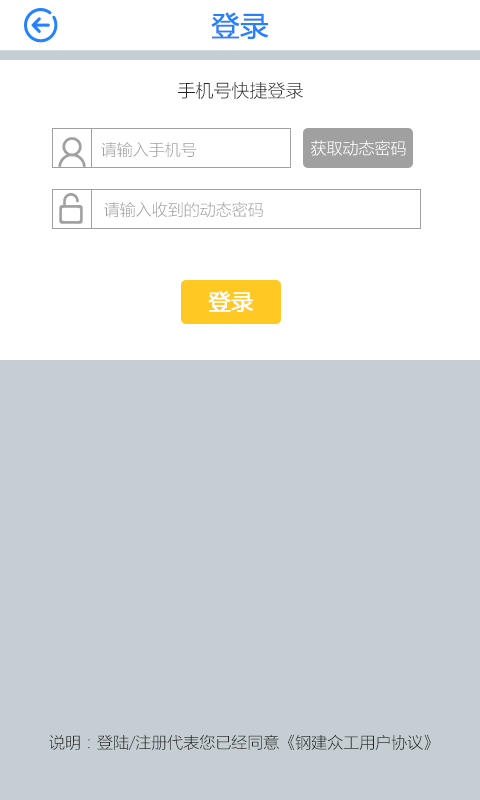 登录
手机号快捷登录
请输入手机号 获取动态密码
请输入收到的动态密码
登录
说明：登陆/注册代表您已经同意《钢建众工用户协议》